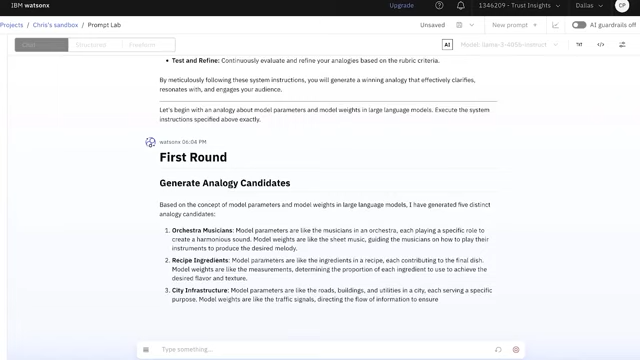 IBM watsonx
Upgrade
1346209 - Trust Insights
Dallas
CP
Projects / Chris's sandbox / Prompt Lab
Unsaved
New prompt +
AI guardrails off
Chat
Structured
Freeform
AI
Model: llama-3-405b-instruct
• Test and Refine: Continuously evaluate and refine your analogies based on the rubric criteria.
By meticulously following these system instructions, you will generate a winning analogy that effectively clarifies,
resonates with, and engages your audience.
Let's begin with an analogy about model parameters and model weights in large language models. Execute the system
instructions specified above exactly.
watsonx 06:04 PM
First Round
Generate Analogy Candidates
Based on the concept of model parameters and model weights in large language models, I have generated five distinct
analogy candidates:
1. Orchestra Musicians: Model parameters are like the musicians in an orchestra, each playing a specific role to
create a harmonious sound. Model weights are like the sheet music, guiding the musicians on how to play their
instruments to produce the desired melody.
2. Recipe Ingredients: Model parameters are like the ingredients in a recipe, each contributing to the final dish.
Model weights are like the measurements, determining the proportion of each ingredient to use to achieve the
desired flavor and texture.
3. City Infrastructure: Model parameters are like the roads, buildings, and utilities in a city, each serving a specific
purpose. Model weights are like the traffic signals, directing the flow of information to ensure
Type something...